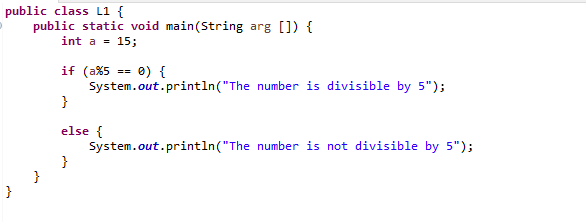 public class L1 {
public static void main(String arg []) {
int a = 15;
if (a%5 == 0) {
System.out.println("The number is divisible by 5");
}
else {
System.out.println("The number is not divisible by 5");
}
}
}